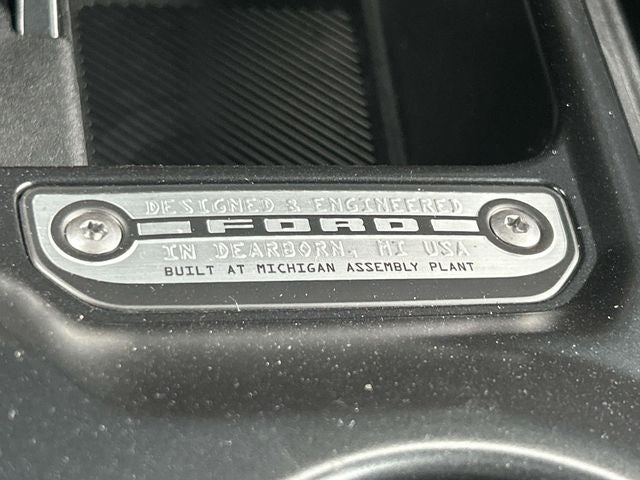 DESIGNED & ENGINEERED
FORD
IN DEARBORN, MI USA
BUILT AT MICHIGAN ASSEMBLY PLANT